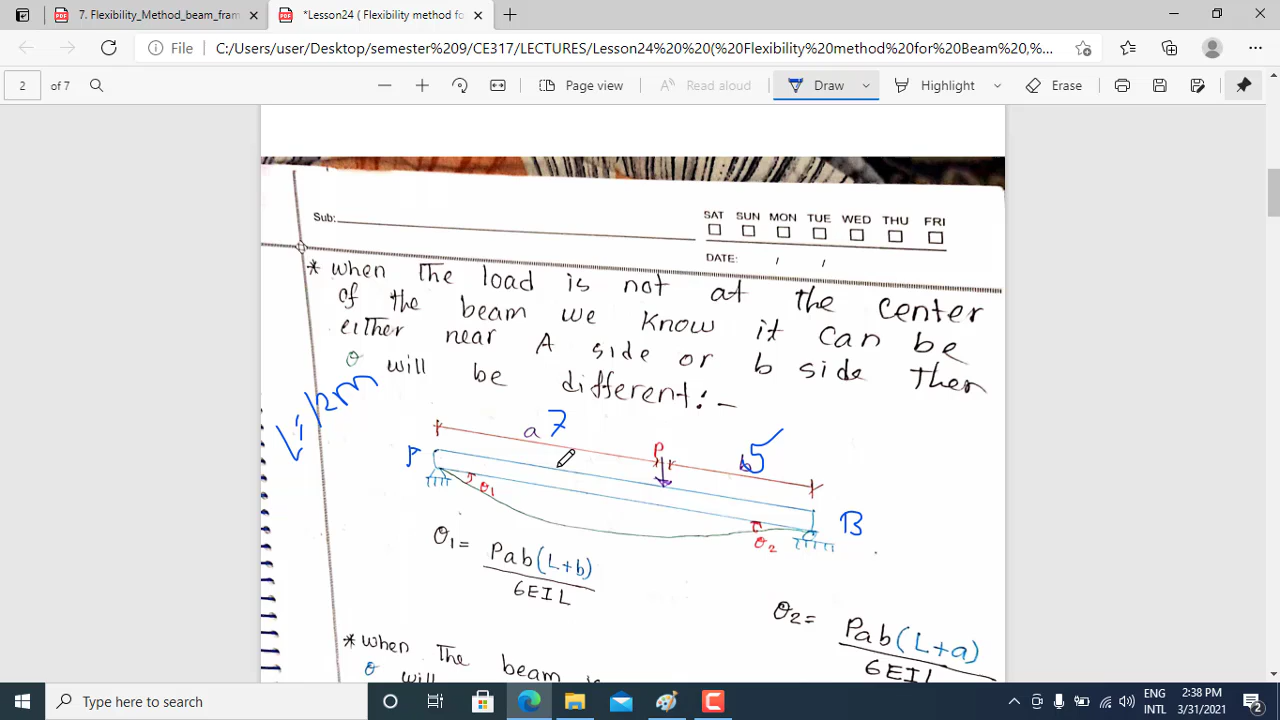 7. Flexibility_Method_beam_fram
*Lesson24 ( Flexibility method fo
File
C:/Users/user/Desktop/semester%209/CE317/LECTURES/Lesson24%20%20(%20Flexibility%20method%20for%20Beam%20,%...
2 of 7
Page view
Read aloud
Draw
Highlight
Erase
Sub:
SAT SUN MON TUE WED THU FRI
DATE: / /
* when The load is not at the center
of the beam we know it can be
either near A side or b side then
θ will be different:-
L=12m
a 7
P
b 5
θ1
B
θ2
θ1= Pab(L+b)
6EIL
θ2= Pab(L+a)
6EIL
* when The beam is
θ will
Type here to search
ENG
INTL
2:38 PM
3/31/2021
2